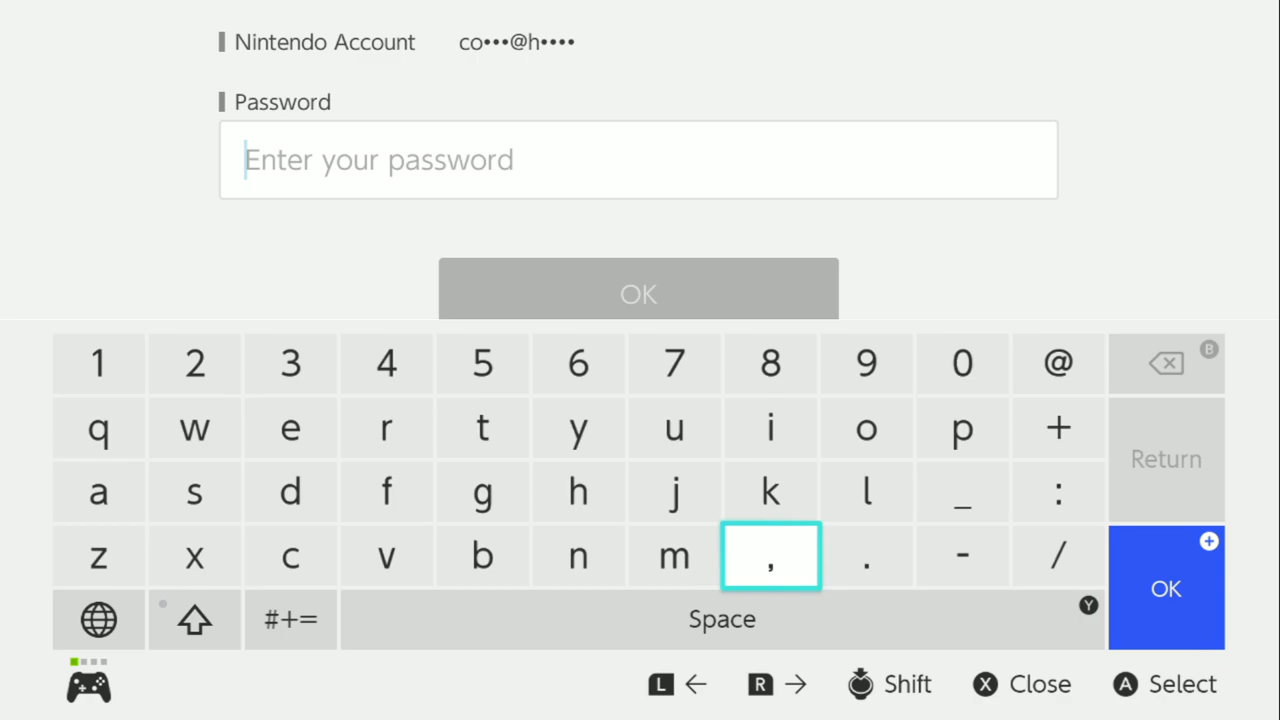 Nintendo Account co•••@h••••
Password
Enter your password
OK
1 2 3 4 5 6 7 8 9 0 @ B
q w e r t y u i o p +
Return
a s d f g h j k l _ :
z x c v b n m , . - /
OK
#+= Space Y
L ← R → Shift X Close A Select